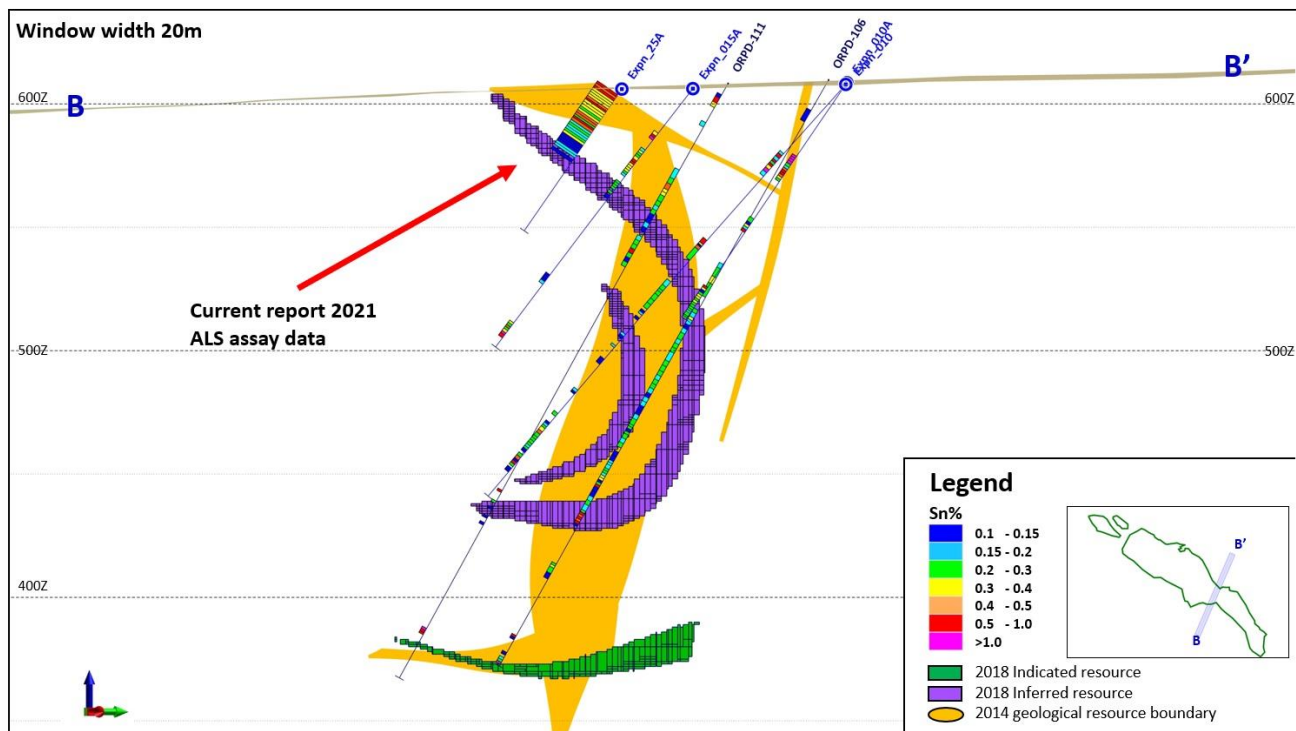 Window width 20m
Expn_25A
Expn_015A
ORPD-111
ORPD-106
Expn_010A
Expn_010
B
B'
600Z
600Z
Current report 2021
ALS assay data
500Z
500Z
400Z
400Z
Legend
Sn%
0.1 - 0.15
0.15 - 0.2
0.2 - 0.3
0.3 - 0.4
0.4 - 0.5
0.5 - 1.0
>1.0
B'
B
2018 Indicated resource
2018 Inferred resource
2014 geological resource boundary